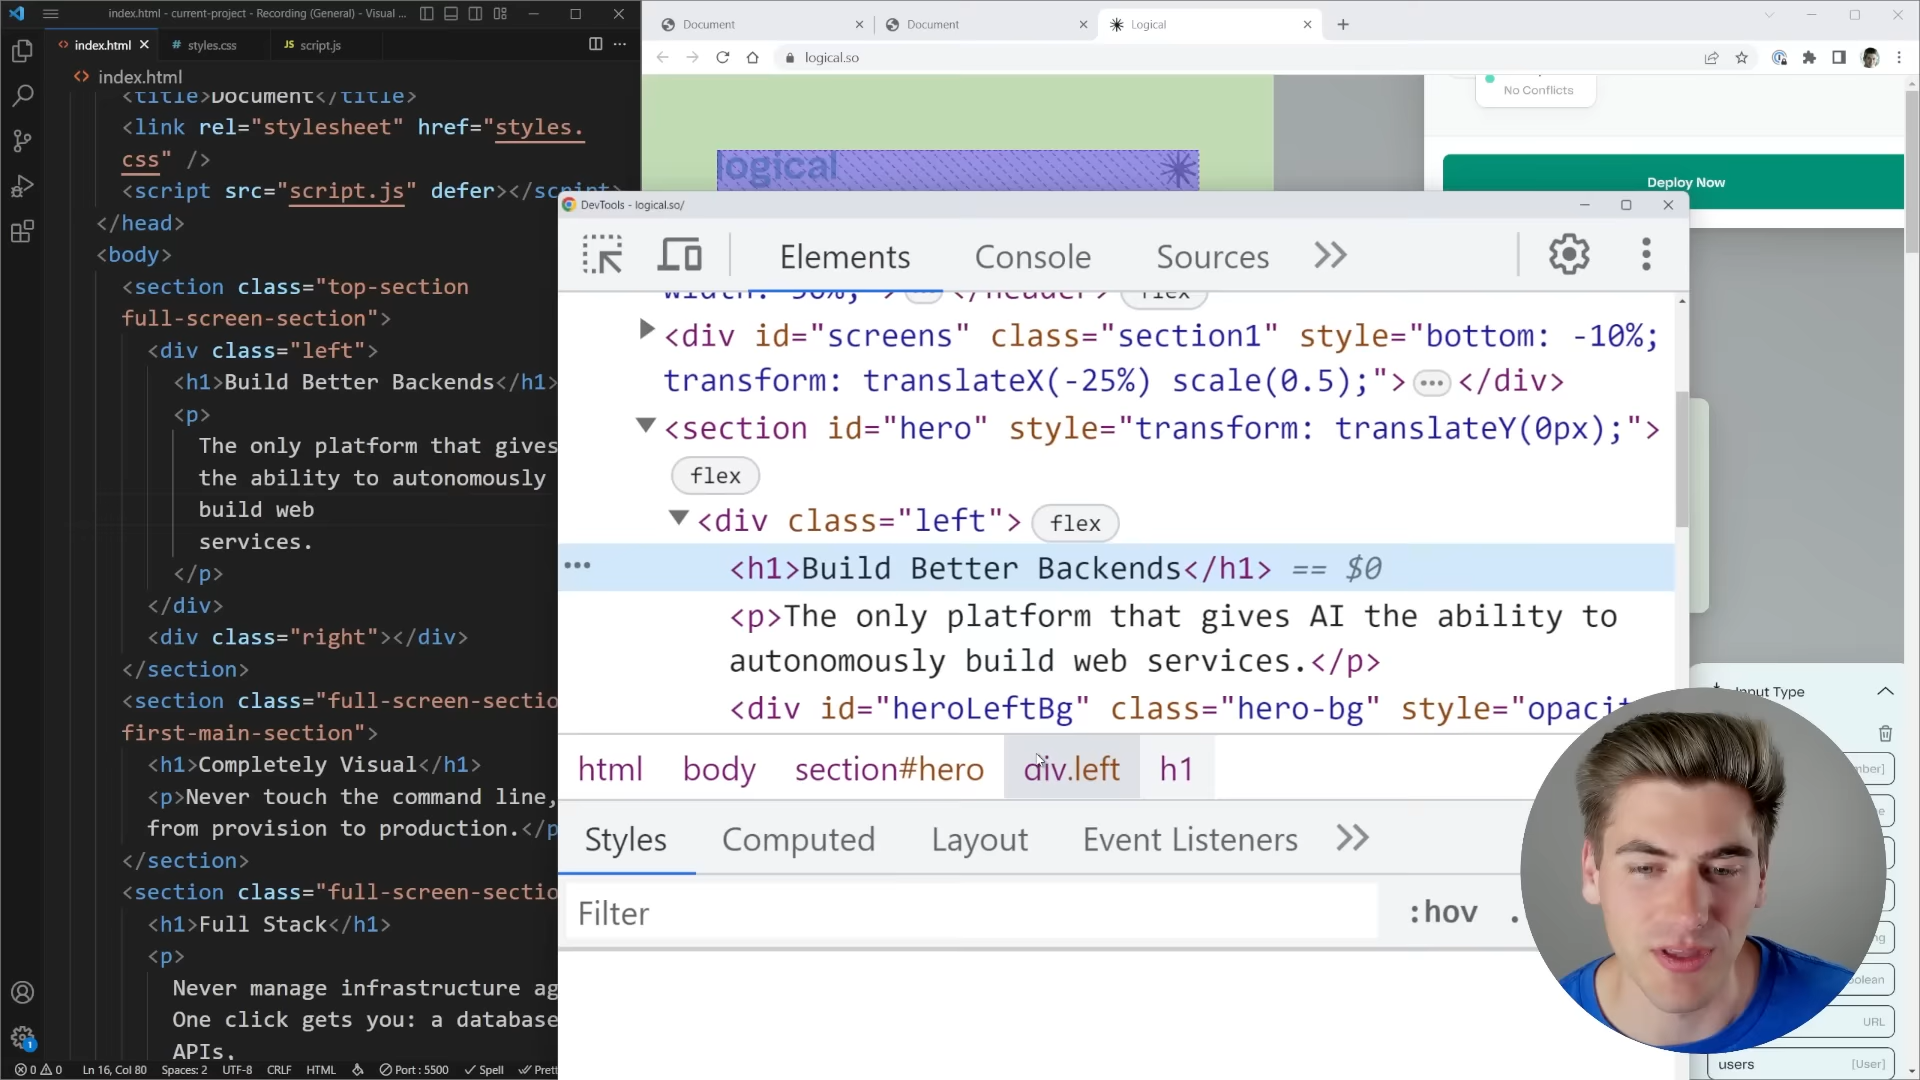 index.html - current-project - Recording (General) - Visual ...
index.html
styles.css
script.js
index.html
<title>Document</title>
<link rel="stylesheet" href="styles.
css" />
<script src="script.js" defer></script>
</head>
<body>
<section class="top-section
full-screen-section">
<div class="left">
<h1>Build Better Backends</h1>
<p>
The only platform that gives
the ability to autonomously
build web
services.
</p>
</div>
<div class="right"></div>
</section>
<section class="full-screen-sectio
first-main-section">
<h1>Completely Visual</h1>
<p>Never touch the command line,
from provision to production.</p
</section>
<section class="full-screen-sectio
<h1>Full Stack</h1>
<p>
Never manage infrastructure ag
One click gets you: a database
APIs,
0 0 Ln 16, Col 80 Spaces: 2 UTF-8 CRLF HTML Port : 5500 Spell Prett
1
Document
Document
Logical
logical.so
logical
No Conflicts
Deploy Now
DevTools - logical.so/
Elements Console Sources
width: 50%; "> </header> flex
<div id="screens" class="section1" style="bottom: -10%;
transform: translateX(-25%) scale(0.5);"> </div>
<section id="hero" style="transform: translateY(0px);">
flex
<div class="left"> flex
<h1>Build Better Backends</h1> == $0
<p>The only platform that gives AI the ability to
autonomously build web services.</p>
<div id="heroLeftBg" class="hero-bg" style="opacit
html body section#hero div.left h1
Styles Computed Layout Event Listeners
Filter :hov .
Input Type
URL
users [User]